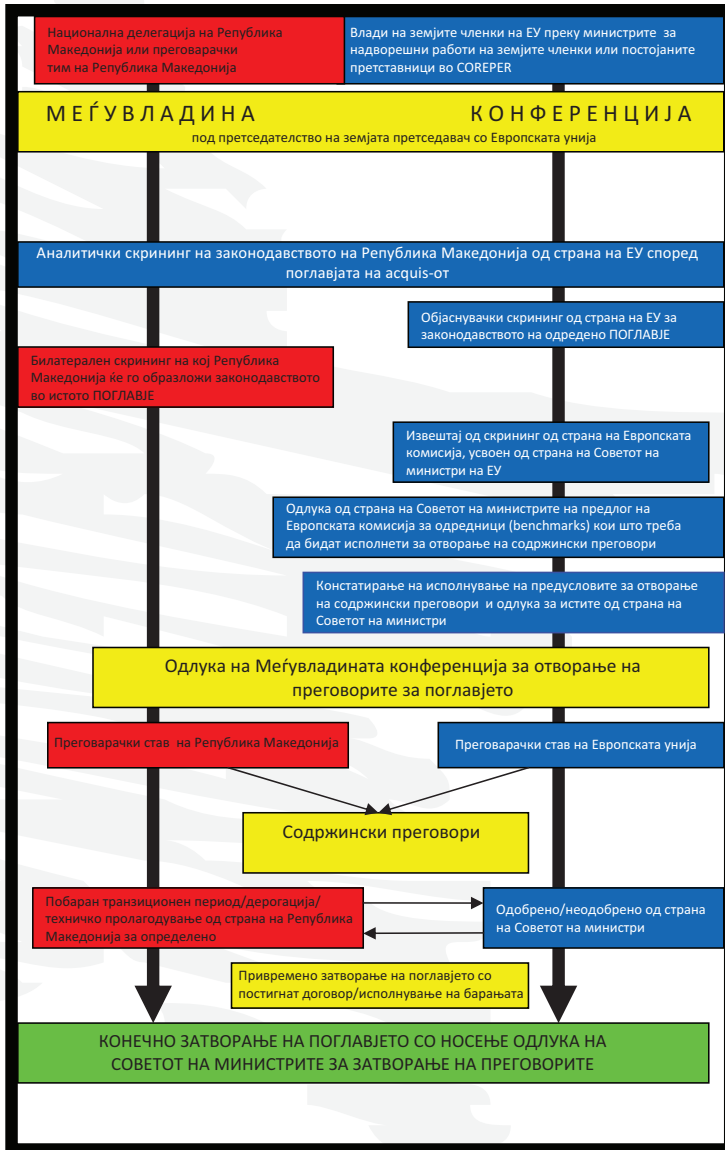 Национална делегација на Република
Македонија или преговарачки
тим на Република Македонија
Влади на земјите членки на ЕУ преку министрите за
надворешни работи на земјите членки или постојаните
претставници во COREPER
МЕЃУВЛАДИНА КОНФЕРЕНЦИЈА
под претседателство на земјата претседавач со Европската унија
Аналитички скрининг на законодавството на Република Македонија од страна на ЕУ според
поглавјата на acquis-от
Објаснувачки скрининг од страна на ЕУ за
законодавството на одредено ПОГЛАВЈЕ
Билатерален скрининг на кој Република
Македонија ќе го образложи законодавството
во истото ПОГЛАВЈЕ
Извештај од скрининг од страна на Европската
комисија, усвоен од страна на Советот на
министри на ЕУ
Одлука од страна на Советот на министрите на предлог на
Европската комисија за одредници (benchmarks) кои што треба
да бидат исполнети за отворање на содржински преговори
Констатирање на исполнување на предусловите за отворање
на содржински преговори и одлука за истите од страна на
Советот на министри
Одлука на Меѓувладината конференција за отворање на
преговорите за поглавјето
Преговарачки став на Република Македонија
Преговарачки став на Европската унија
Содржински преговори
Побаран транзиционен период/дерогација/
техничко пролагодување од страна на Република
Македонија за определено
Одобрено/неодобрено од страна
на Советот на министри
Привремено затворање на поглавјето со
постигнат договор/исполнување на барањата
КОНЕЧНО ЗАТВОРАЊЕ НА ПОГЛАВЈЕТО СО НОСЕЊЕ ОДЛУКА НА
СОВЕТОТ НА МИНИСТРИТЕ ЗА ЗАТВОРАЊЕ НА ПРЕГОВОРИТЕ